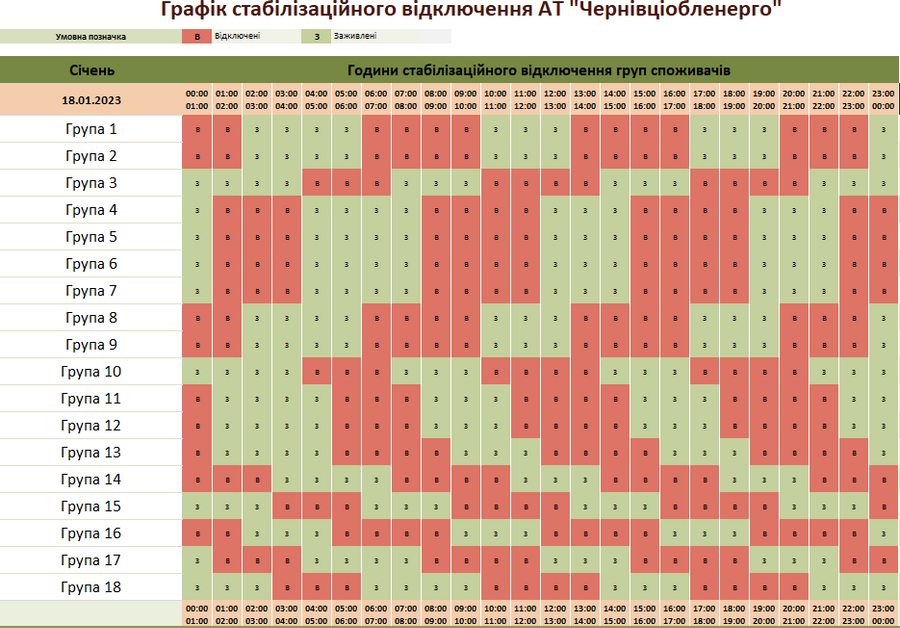 Графік стабілізаційного відключення АТ "Чернівціобленерго"
Умовна позначка В Відключені З Заживлені
Січень Години стабілізаційного відключення груп споживачів
18.01.2023 00:00 01:00 02:00 03:00 04:00 05:00 06:00 07:00 08:00 09:00 10:00 11:00 12:00 13:00 14:00 15:00 16:00 17:00 18:00 19:00 20:00 21:00 22:00 23:00
01:00 02:00 03:00 04:00 05:00 06:00 07:00 08:00 09:00 10:00 11:00 12:00 13:00 14:00 15:00 16:00 17:00 18:00 19:00 20:00 21:00 22:00 23:00 00:00
Група 1 В В З З З З В В В В З З З В В В В З З З В В В З
Група 2 В В З З З З В В В В З З З В В В В З З З В В В З
Група 3 З З З З В В В З З З В В В В З З З В В В В З З З
Група 4 З В В В З З З З В В В В З З З В В В В З З З В В
Група 5 З В В В З З З З В В В В З З З В В В В З З З В В
Група 6 З В В В З З З З В В В В З З З В В В В З З З В В
Група 7 З В В В З З З З В В В В З З З В В В В З З З В В
Група 8 В В З З З З В В В В З З З В В В В З З З В В В З
Група 9 В В З З З З В В В В З З З В В В В З З З В В В З
Група 10 З З З З В В В З З З В В В В З З З В В В В З З З
Група 11 В З З З З В В В З З З В В В В З З З В В В В З З
Група 12 В З З З З В В В З З З В В В В З З З В В В В З З
Група 13 В З З З З В В В В З З З В В В В З З З В В В З З
Група 14 В В В З З З З В В В В З З З В В В В З З З В В В
Група 15 З З З В В В З З З В В В В З З З В В В В З З З В
Група 16 В В З З З В В В В З З З В В В В З З З В В В В З
Група 17 З В В В З З З З В В В В З З З В В В В З З З В В
Група 18 З З З В В В З З З З В В В В З З З В В В В З З З
00:00 01:00 02:00 03:00 04:00 05:00 06:00 07:00 08:00 09:00 10:00 11:00 12:00 13:00 14:00 15:00 16:00 17:00 18:00 19:00 20:00 21:00 22:00 23:00
01:00 02:00 03:00 04:00 05:00 06:00 07:00 08:00 09:00 10:00 11:00 12:00 13:00 14:00 15:00 16:00 17:00 18:00 19:00 20:00 21:00 22:00 23:00 00:00